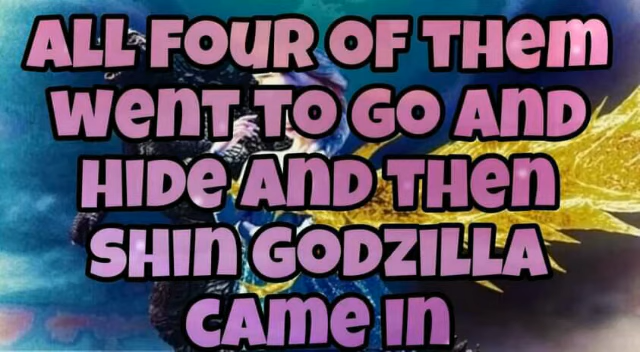 ALL FOUR OF THEM
WENT TO GO AND
HIDE AND THEN
SHIN GODZILLA
CAME IN